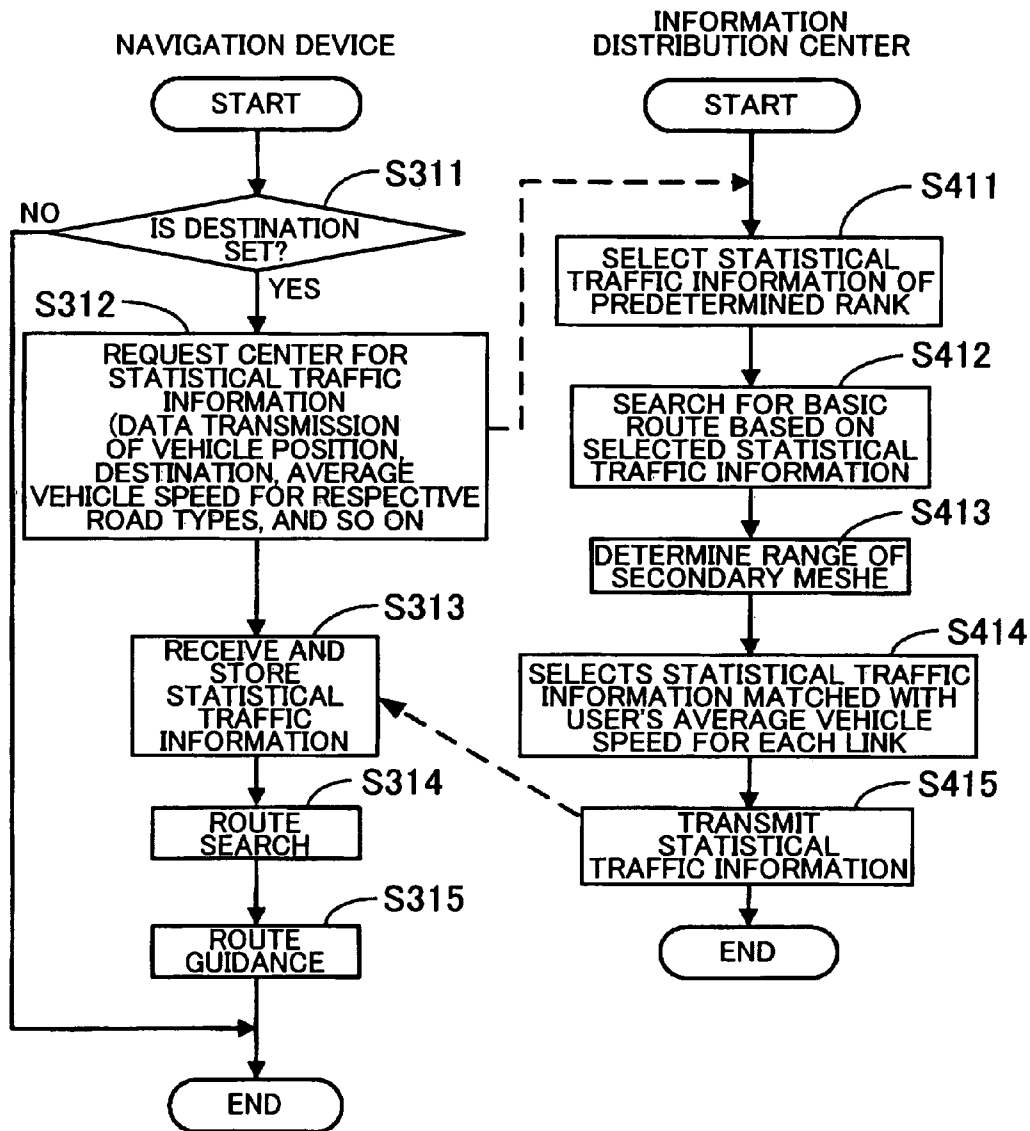 NAVIGATION DEVICE
START
S311
NO
IS DESTINATION
SET?
YES
S312
REQUEST CENTER FOR
STATISTICAL TRAFFIC
INFORMATION
(DATA TRANSMISSION
OF VEHICLE POSITION,
DESTINATION, AVERAGE
VEHICLE SPEED FOR RESPECTIVE
ROAD TYPES, AND SO ON
S313
RECEIVE AND
STORE
STATISTICAL
TRAFFIC
INFORMATION
S314
ROUTE
SEARCH
S315
ROUTE
GUIDANCE
END
INFORMATION
DISTRIBUTION CENTER
START
S411
SELECT STATISTICAL
TRAFFIC INFORMATION OF
PREDETERMINED RANK
S412
SEARCH FOR BASIC
ROUTE BASED ON
SELECTED STATISTICAL
TRAFFIC INFORMATION
S413
DETERMINE RANGE OF
SECONDARY MESHE
S414
SELECTS STATISTICAL TRAFFIC
INFORMATION MATCHED WITH
USER'S AVERAGE VEHICLE
SPEED FOR EACH LINK
S415
TRANSMIT
STATISTICAL
TRAFFIC INFORMATION
END